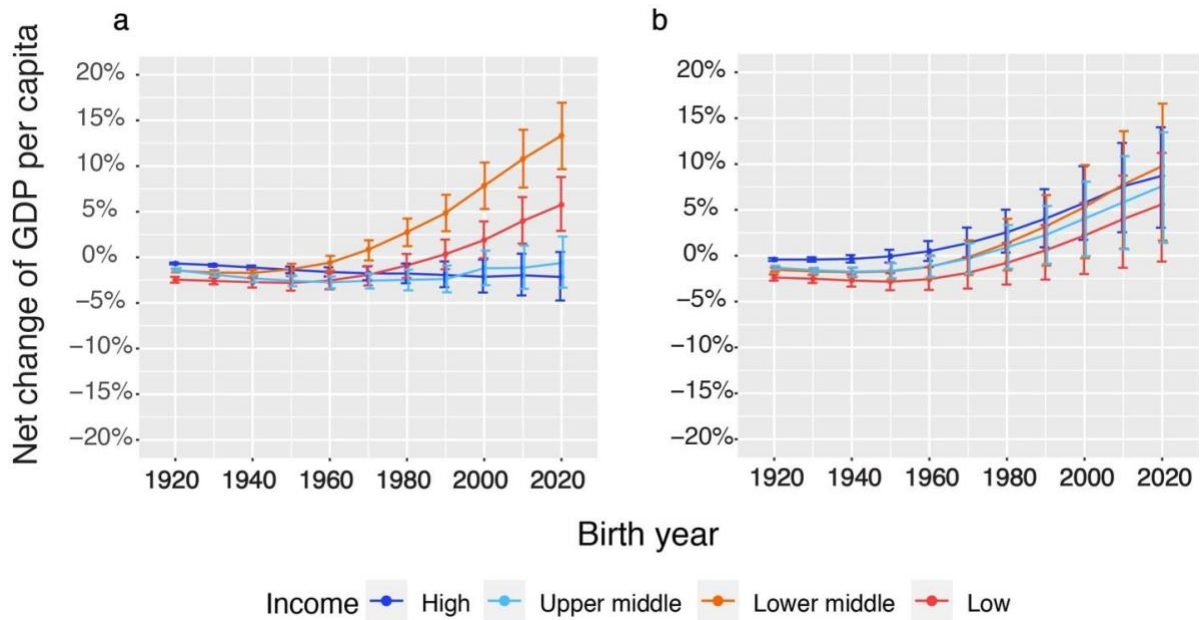 a
b
Net change of GDP per capita
20%
15%
10%
5%
0%
−5%
−10%
−15%
−20%
1920 1940 1960 1980 2000 2020
20%
15%
10%
5%
0%
−5%
−10%
−15%
−20%
1920 1940 1960 1980 2000 2020
Birth year
Income High Upper middle Lower middle Low